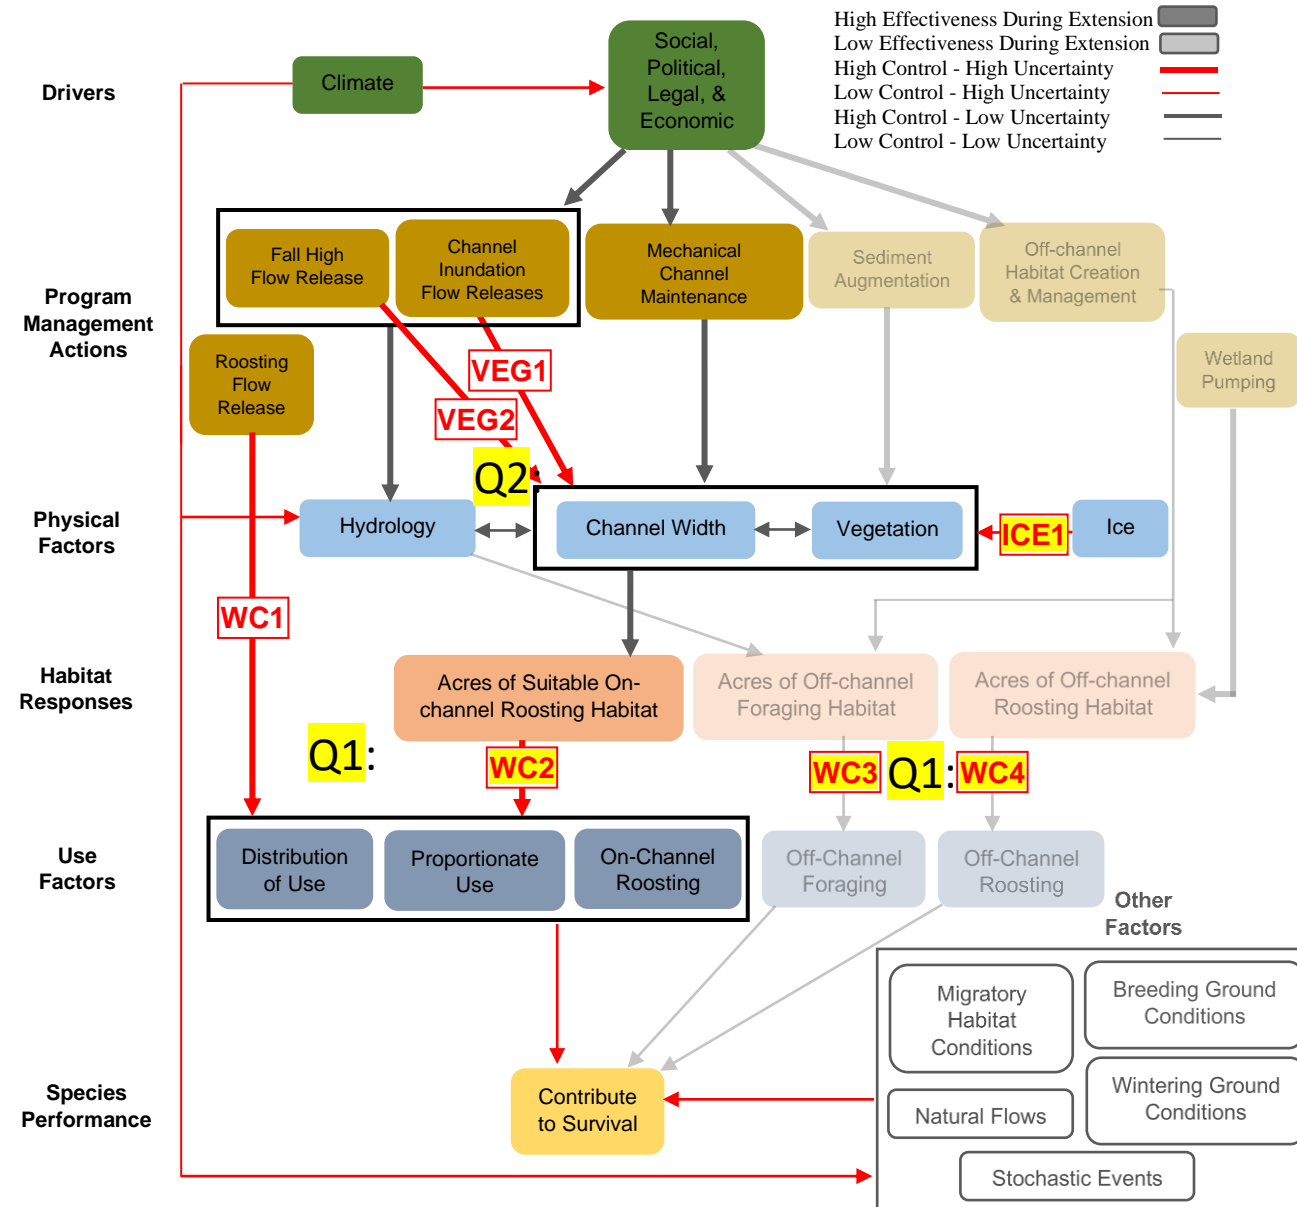 High Effectiveness During Extension
Low Effectiveness During Extension
High Control - High Uncertainty
Low Control - High Uncertainty
High Control - Low Uncertainty
Low Control - Low Uncertainty
Drivers
Climate
Social,
Political,
Legal, &
Economic
Program
Management
Actions
Fall High
Flow Release
Channel
Inundation
Flow Releases
Mechanical
Channel
Maintenance
Sediment
Augmentation
Off-channel
Habitat Creation
& Management
Roosting
Flow
Release
Wetland
Pumping
VEG1
VEG2
Q2:
Physical
Factors
Hydrology
Channel Width
Vegetation
ICE1
Ice
WC1
Habitat
Responses
Acres of Suitable On-
channel Roosting Habitat
Acres of Off-channel
Foraging Habitat
Acres of Off-channel
Roosting Habitat
Q1:
WC2
WC3
Q1:
WC4
Use
Factors
Distribution
of Use
Proportionate
Use
On-Channel
Roosting
Off-Channel
Foraging
Off-Channel
Roosting
Other
Factors
Migratory
Habitat
Conditions
Breeding Ground
Conditions
Wintering Ground
Conditions
Natural Flows
Stochastic Events
Species
Performance
Contribute
to Survival